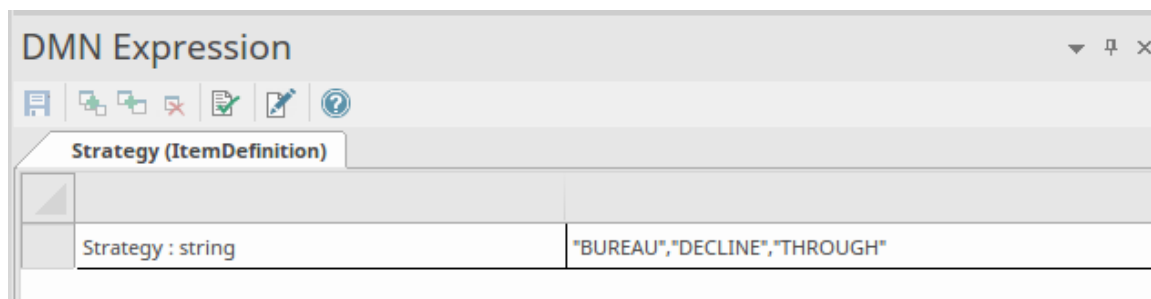 DMN Expression
Strategy (ItemDefinition)
Strategy : string "BUREAU","DECLINE","THROUGH"